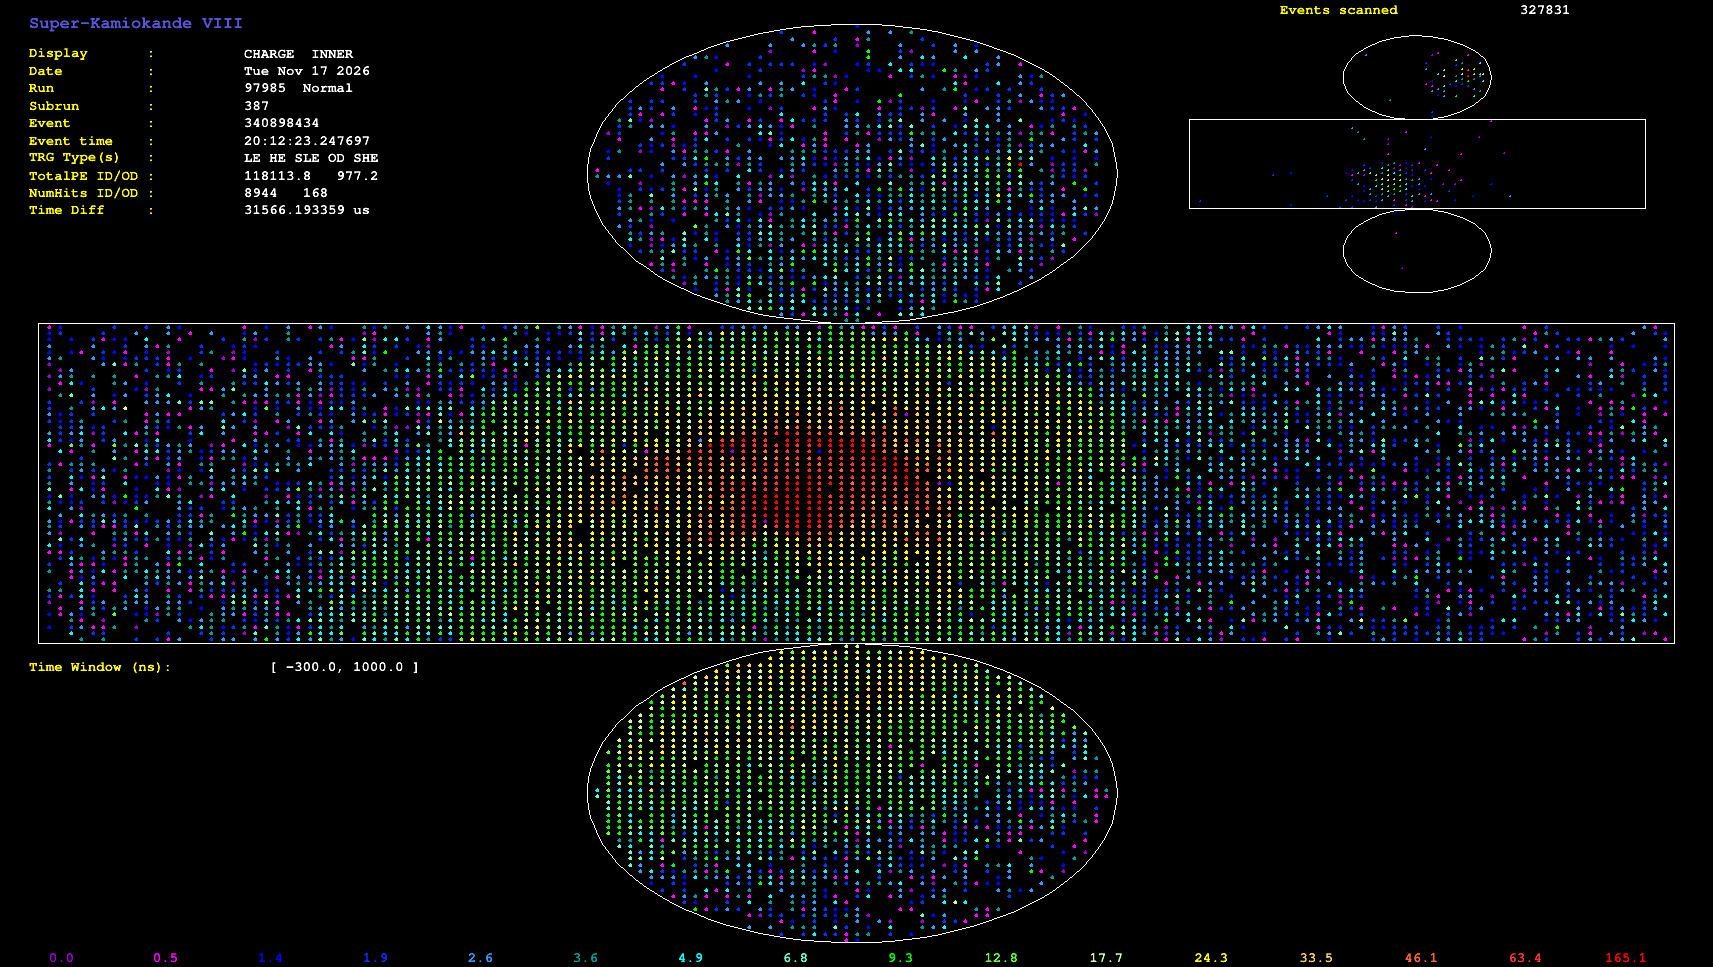 Super-Kamiokande VIII
Events scanned 327831
Display : CHARGE INNER
Date : Tue Nov 17 2026
Run : 97985 Normal
Subrun : 387
Event : 340898434
Event time : 20:12:23.247697
TRG Type(s) : LE HE SLE OD SHE
TotalPE ID/OD : 118113.8 977.2
NumHits ID/OD : 8944 168
Time Diff : 31566.193359 us
Time Window (ns): [ -300.0, 1000.0 ]
0.0 0.5 1.4 1.9 2.6 3.6 4.9 6.8 9.3 12.8 17.7 24.3 33.5 46.1 63.4 165.1